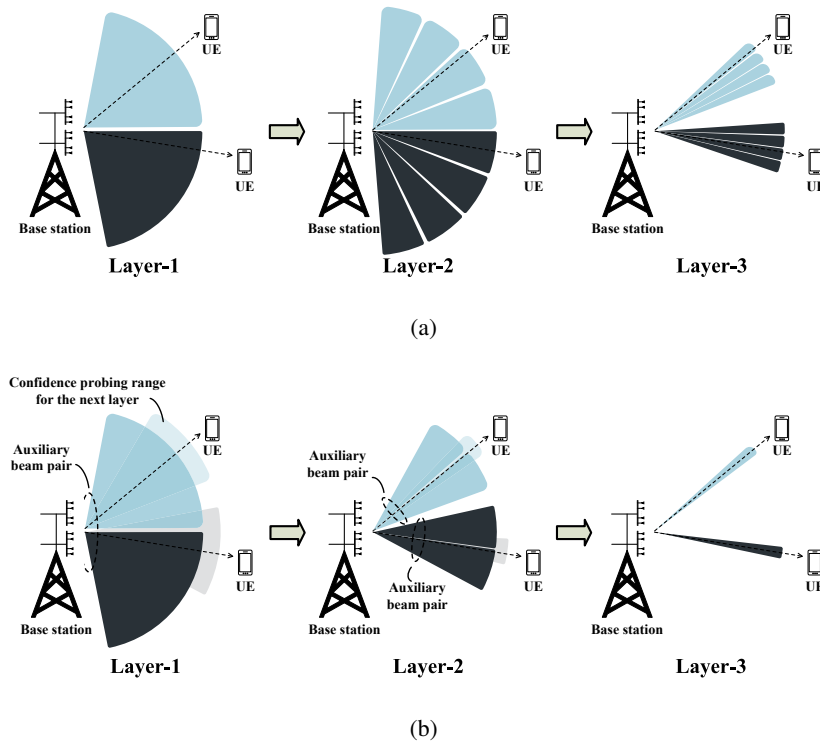 UE
UE
UE
UE
UE
UE
Base station
Base station
Base station
Layer-1
Layer-2
Layer-3
(a)
Confidence probing range
for the next layer
Auxiliary
beam pair
UE
UE
UE
Auxiliary
beam pair
UE
UE
UE
Auxiliary
beam pair
Base station
Base station
Base station
Layer-1
Layer-2
Layer-3
(b)